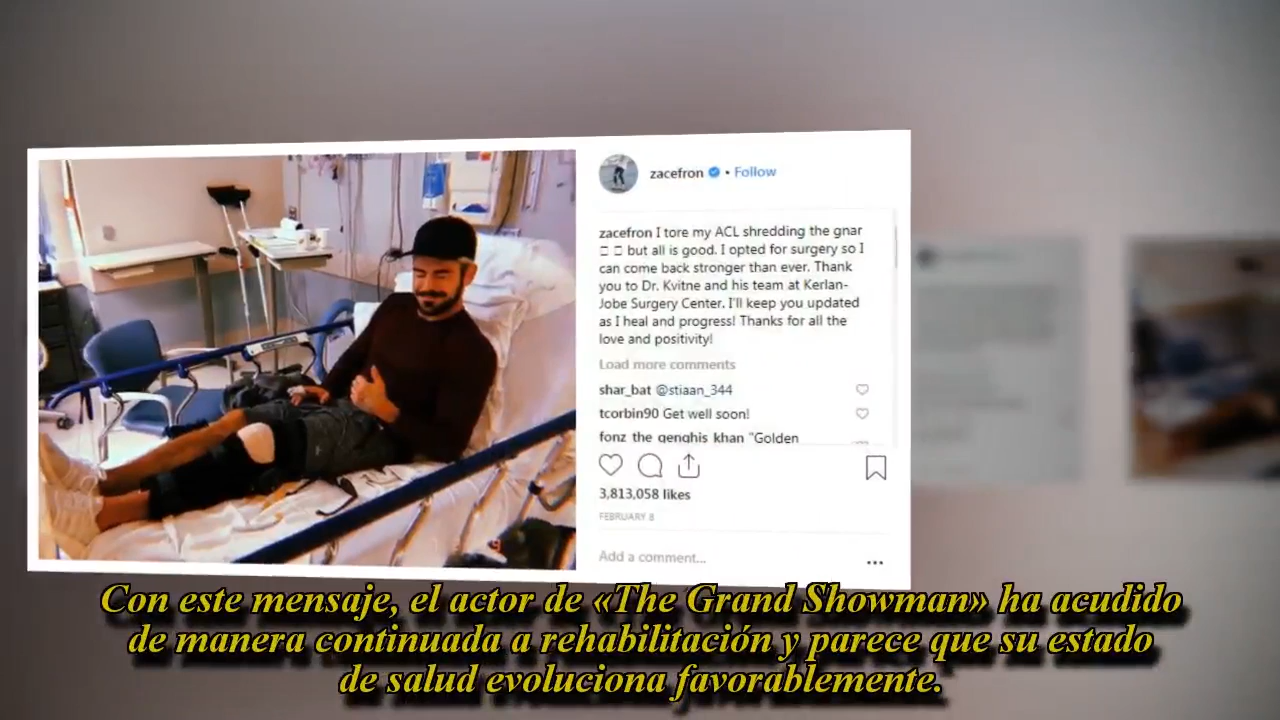 zacefron • Follow
zacefron I tore my ACL shredding the gnar
but all is good. I opted for surgery so I
can come back stronger than ever. Thank
you to Dr. Kvitne and his team at Kerlan-
Jobe Surgery Center. I'll keep you updated
as I heal and progress! Thanks for all the
love and positivity!
Load more comments
shar_bat @stiaan_344
tcorbin90 Get well soon!
fonz_the_genghis_khan "Golden
3,813,058 likes
FEBRUARY 8
Add a comment...
Con este mensaje, el actor de «The Grand Showman» ha acudido
de manera continuada a rehabilitación y parece que su estado
de salud evoluciona favorablemente.